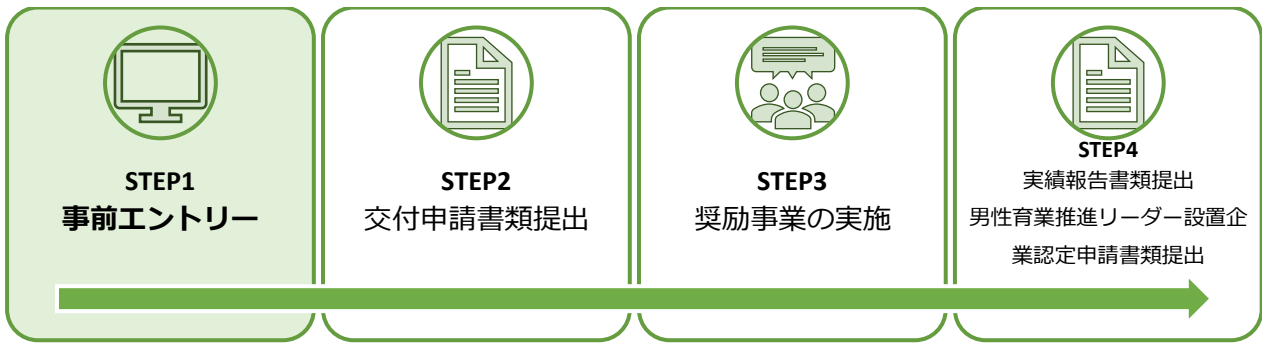 STEP1
事前エントリー
STEP2
交付申請書類提出
STEP3
奨励事業の実施
STEP4
実績報告書類提出
男性育業推進リーダー設置企
業認定申請書類提出